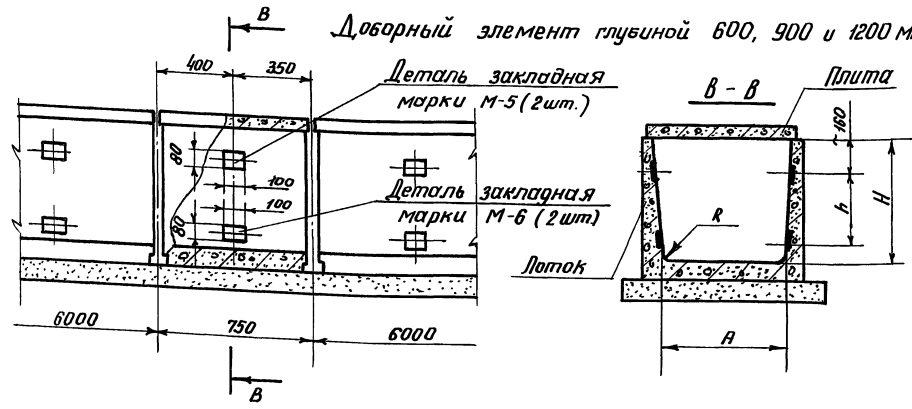 Доборный элемент глубиной 600, 900 и 1200 м
В
400
350
Деталь закладная
марки М-5 (2шт.)
В - В
Плита
80
100
100
80
Деталь закладная
марки М-6 (2шт)
R
Лоток
~160
h
H
6000
750
6000
А
В